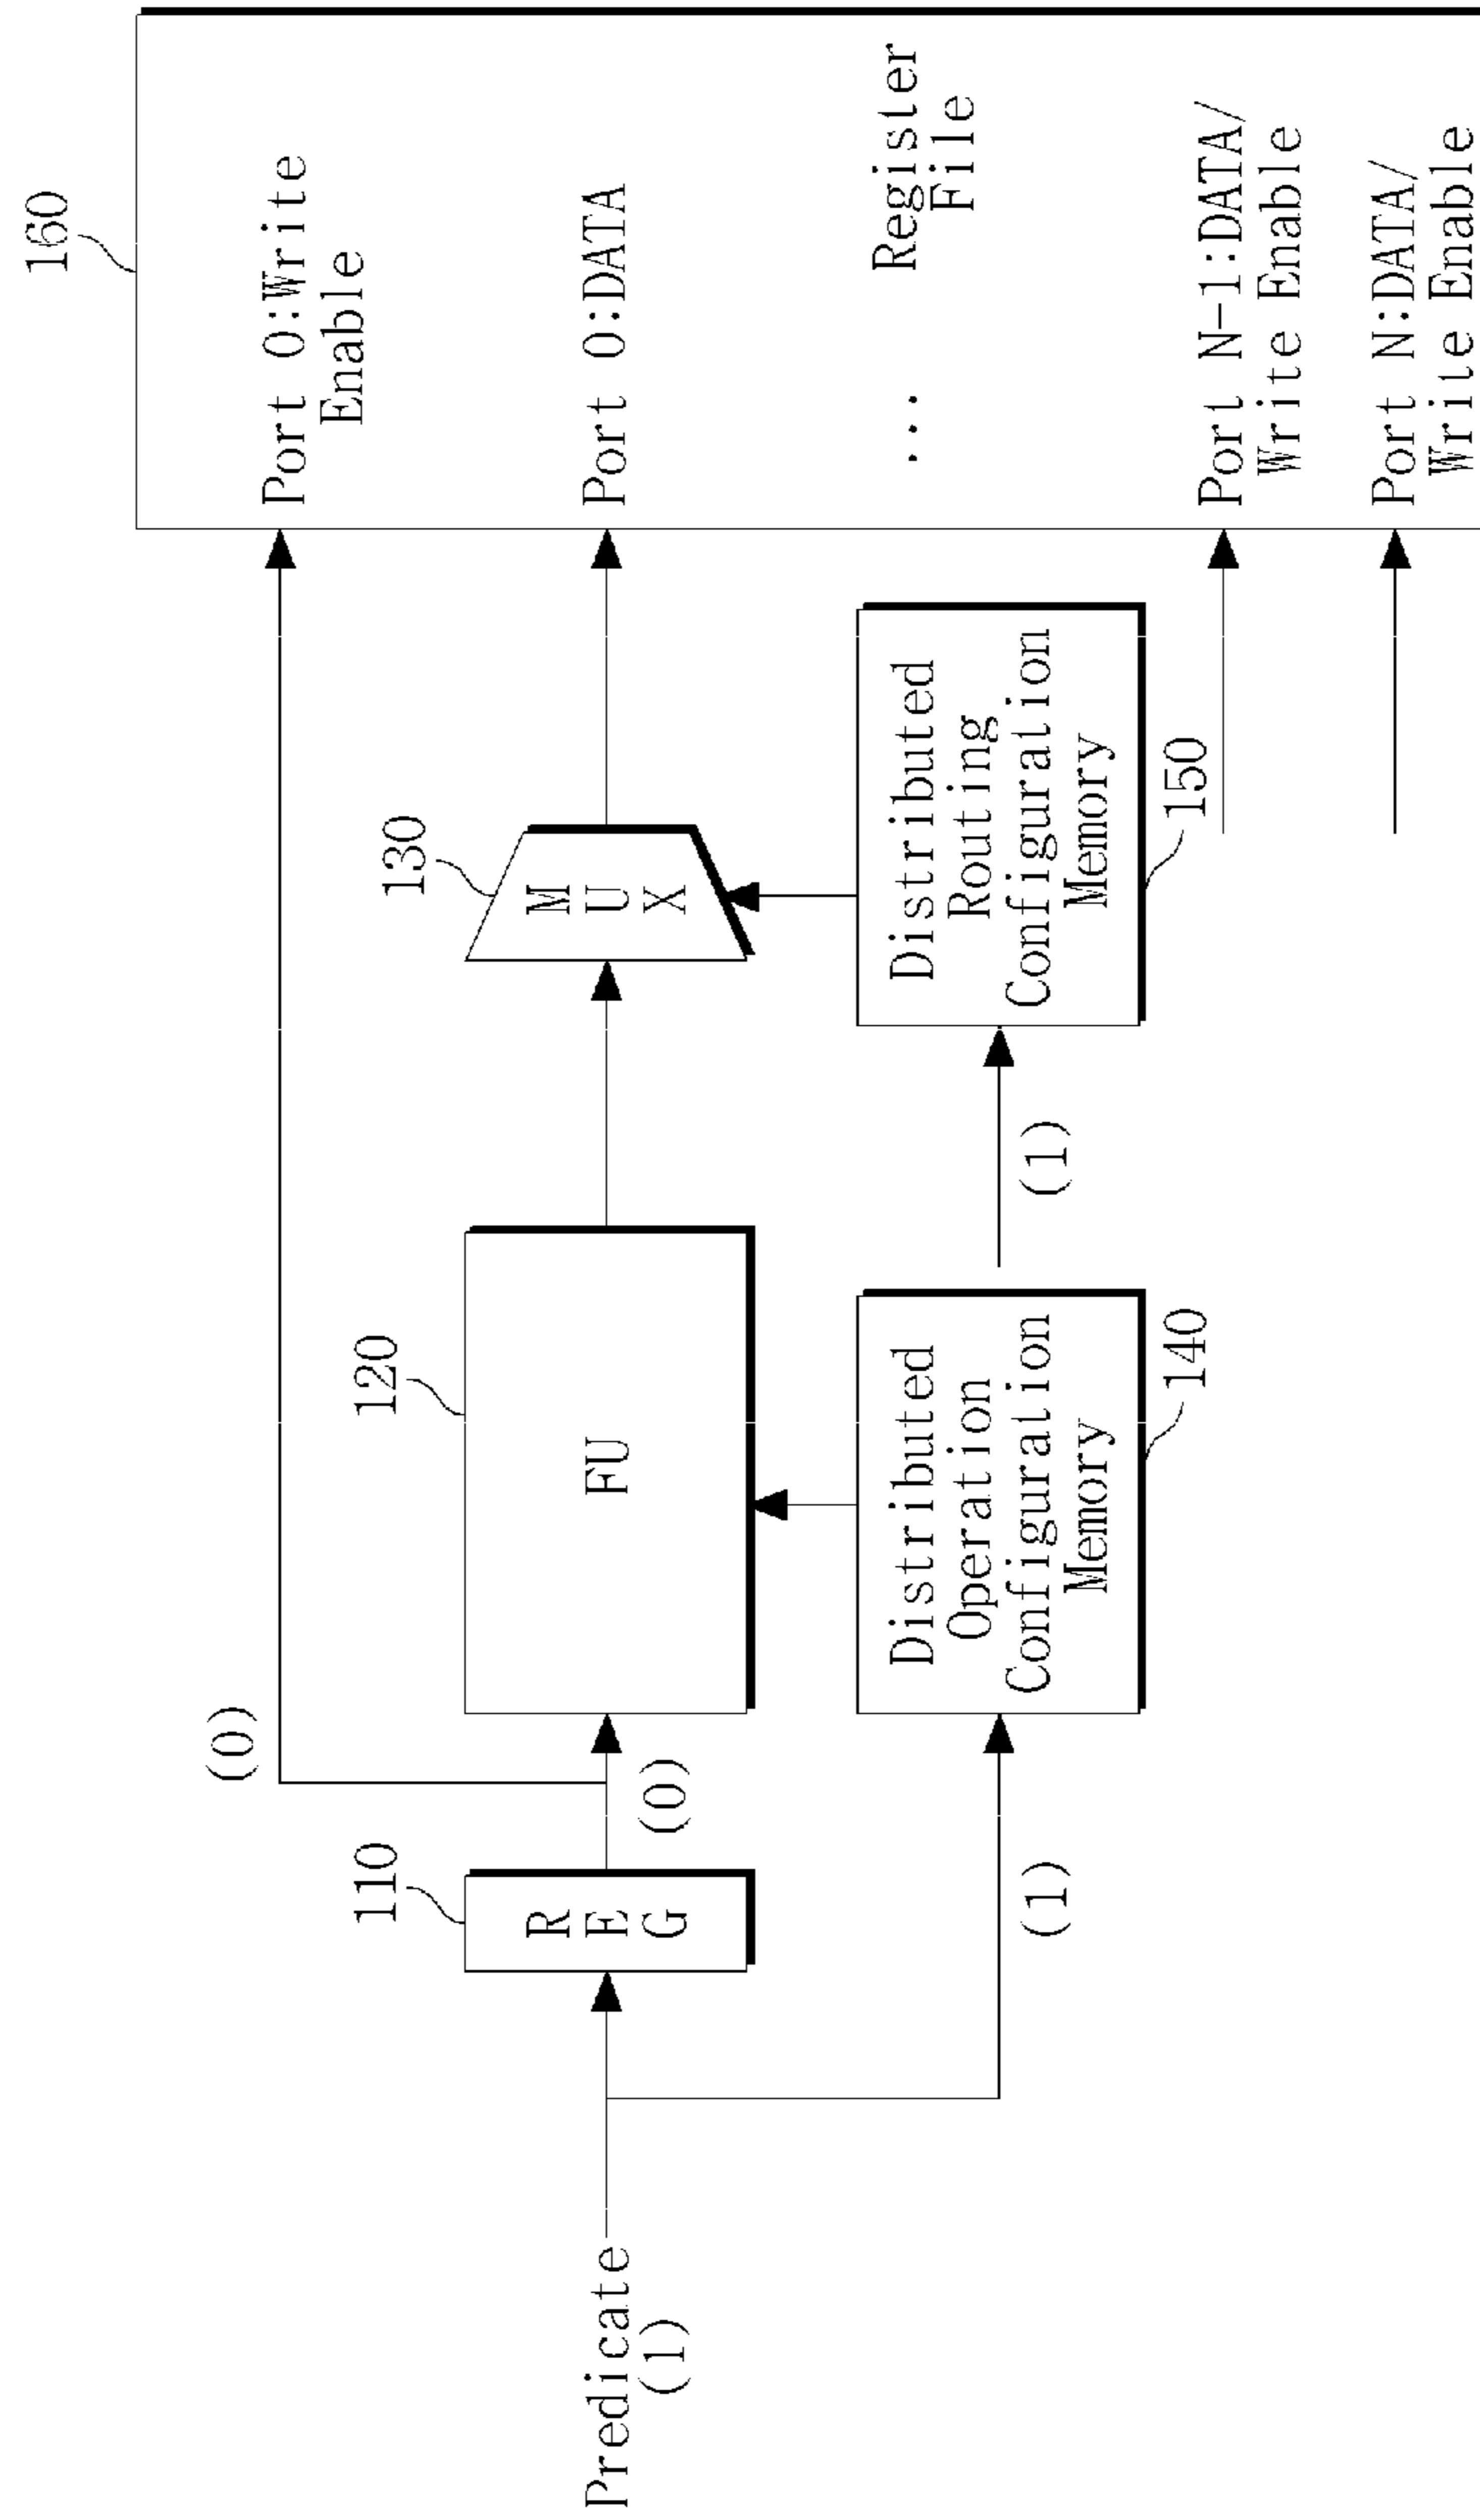 160
Port 0:Write
Enable
(0)
130
120
110
Predicate
(1)
R
E
G
(0)
FU
M
U
X
Port 0:DATA
Register
File
...
(1)
Distributed
Operation
Configuration
Memory
140
(1)
Distributed
Routing
Configuration
Memory
150
Port N-1:DATA/
Write Enable
Port N:DATA/
Write Enable